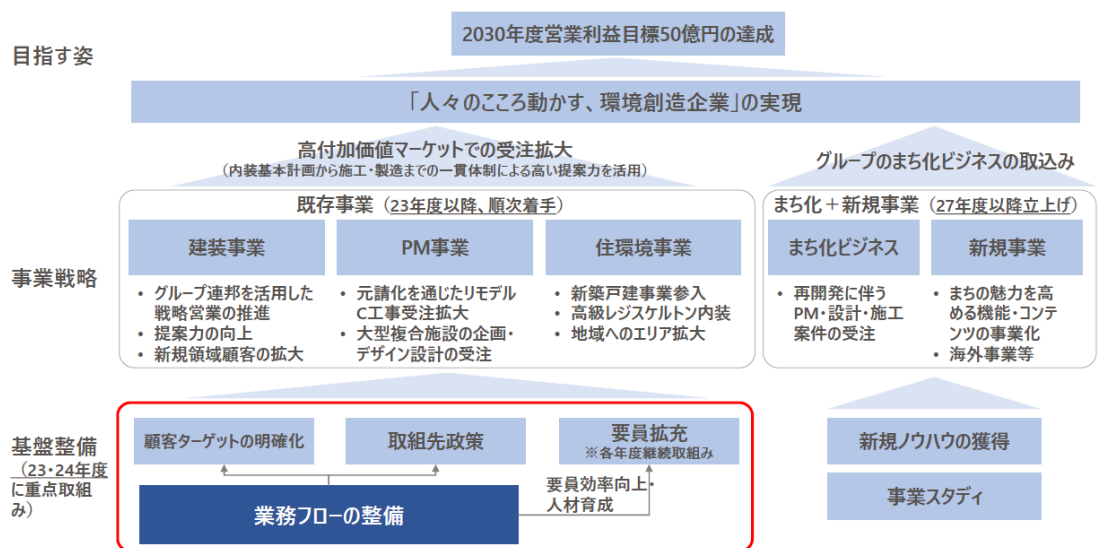 目指す姿
2030年度営業利益目標50億円の達成
「人々のこころ動かす、環境創造企業」の実現
高付加価値マーケットでの受注拡大
（内装基本計画から施工・製造までの一貫体制による高い提案力を活用）
グループのまち化ビジネスの取込み
事業戦略
既存事業（23年度以降、順次着手）
建装事業
• グループ連邦を活用した
戦略営業の推進
• 提案力の向上
• 新規領域顧客の拡大
PM事業
• 元請化を通じたリモデル
C工事受注拡大
• 大型複合施設の企画・
デザイン設計の受注
住環境事業
• 新築戸建事業参入
• 高級レジスケルトン内装
• 地域へのエリア拡大
まち化＋新規事業（27年度以降立上げ）
まち化ビジネス
• 再開発に伴う
PM・設計・施工
案件の受注
新規事業
• まちの魅力を高
める機能・コンテ
ンツの事業化
• 海外事業等
基盤整備
（23・24年度
に重点取組
み）
顧客ターゲットの明確化
取組先政策
要員拡充
※各年度継続取組み
業務フローの整備
要員効率向上・
人材育成
新規ノウハウの獲得
事業スタディ